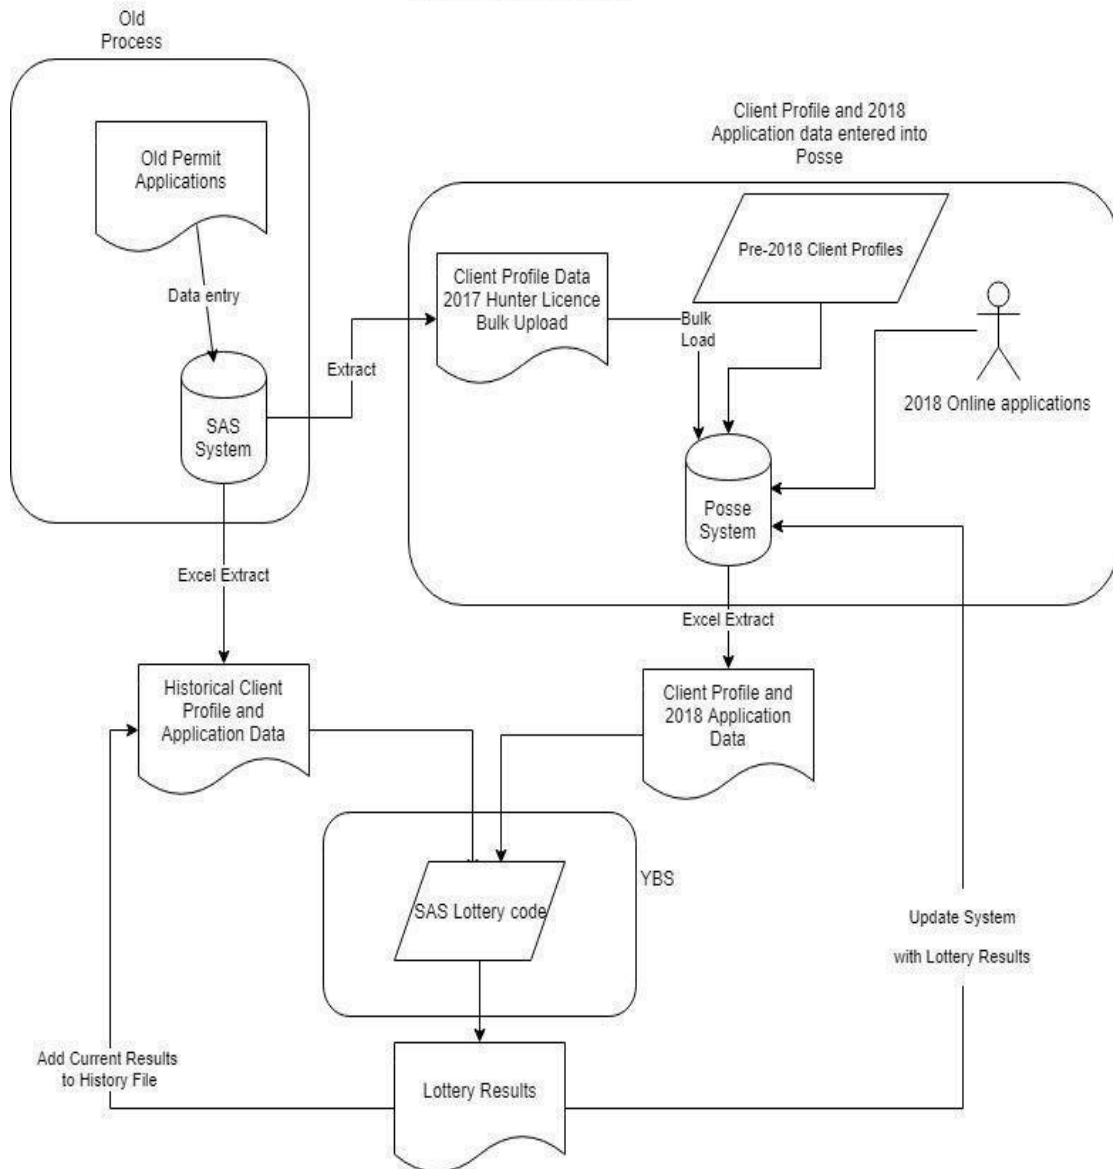 Old
Process
Old Permit
Applications
Data entry
SAS
System
Extract
Excel Extract
Client Profile and 2018
Application data entered into
Posse
Client Profile Data
2017 Hunter Licence
Bulk Upload
Bulk
Load
Pre-2018 Client Profiles
2018 Online applications
Posse
System
Excel Extract
Historical Client
Profile and
Application Data
Client Profile and
2018 Application
Data
SAS Lottery code
YBS
Update System
with Lottery Results
Add Current Results
to History File
Lottery Results